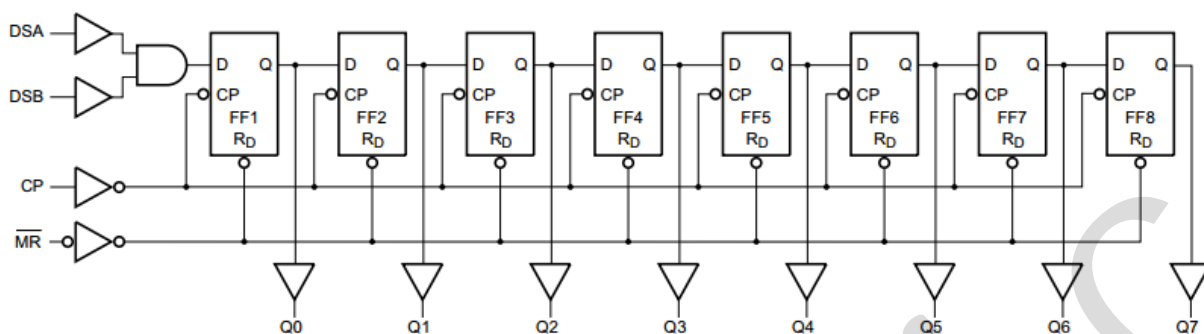 DSA
DSB
CP
MR
D Q
CP
FF1
RD
D Q
CP
FF2
RD
D Q
CP
FF3
RD
D Q
CP
FF4
RD
D Q
CP
FF5
RD
D Q
CP
FF6
RD
D Q
CP
FF7
RD
D Q
CP
FF8
RD
Q0 Q1 Q2 Q3 Q4 Q5 Q6 Q7